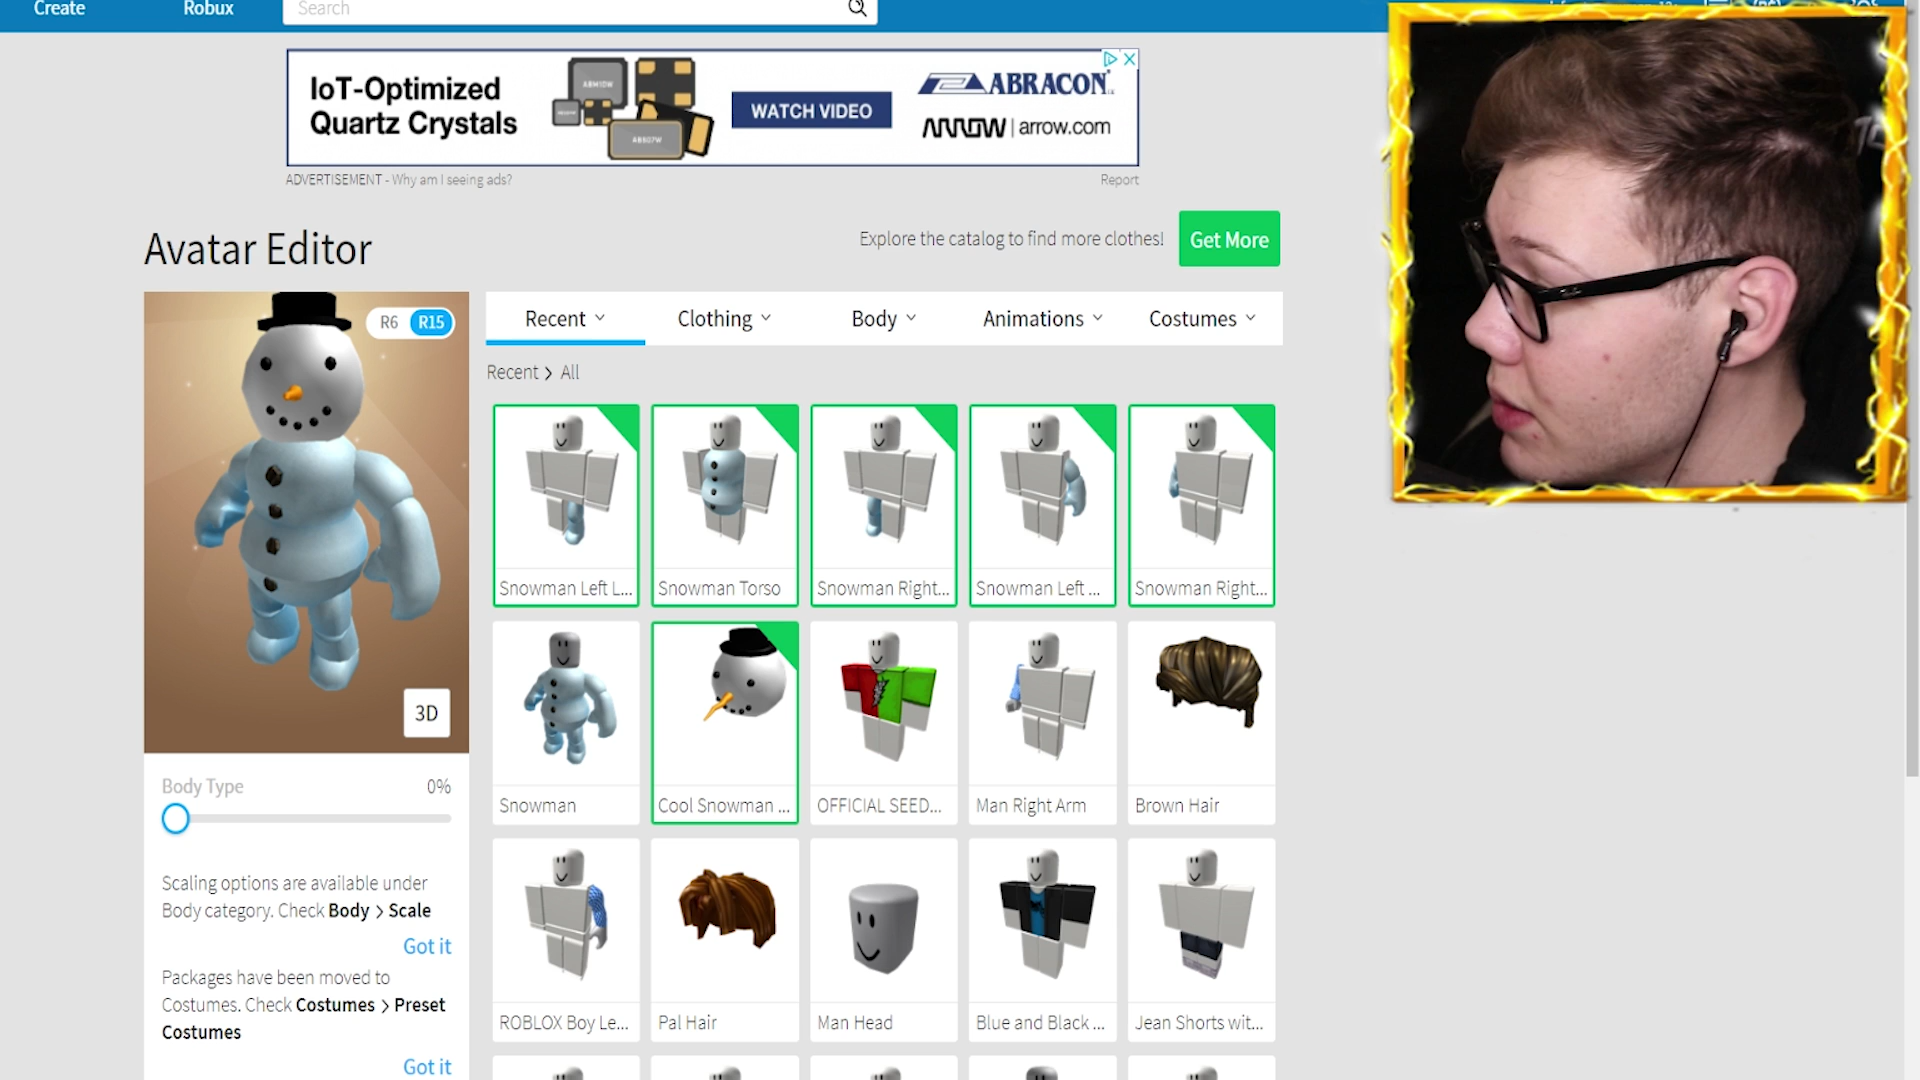 Create
Robux
Search
IoT-Optimized
Quartz Crystals
WATCH VIDEO
ABRACON
ARROW | arrow.com
ADVERTISEMENT - Why am I seeing ads?
Report
Avatar Editor
Explore the catalog to find more clothes!
Get More
R6
R15
3D
Recent
Clothing
Body
Animations
Costumes
Recent > All
Snowman Left L...
Snowman Torso
Snowman Right...
Snowman Left ...
Snowman Right...
Snowman
Cool Snowman ...
OFFICIAL SEED...
Man Right Arm
Brown Hair
ROBLOX Boy Le...
Pal Hair
Man Head
Blue and Black ...
Jean Shorts wit...
Body Type
0%
Scaling options are available under
Body category. Check Body > Scale
Got it
Packages have been moved to
Costumes. Check Costumes > Preset
Costumes
Got it